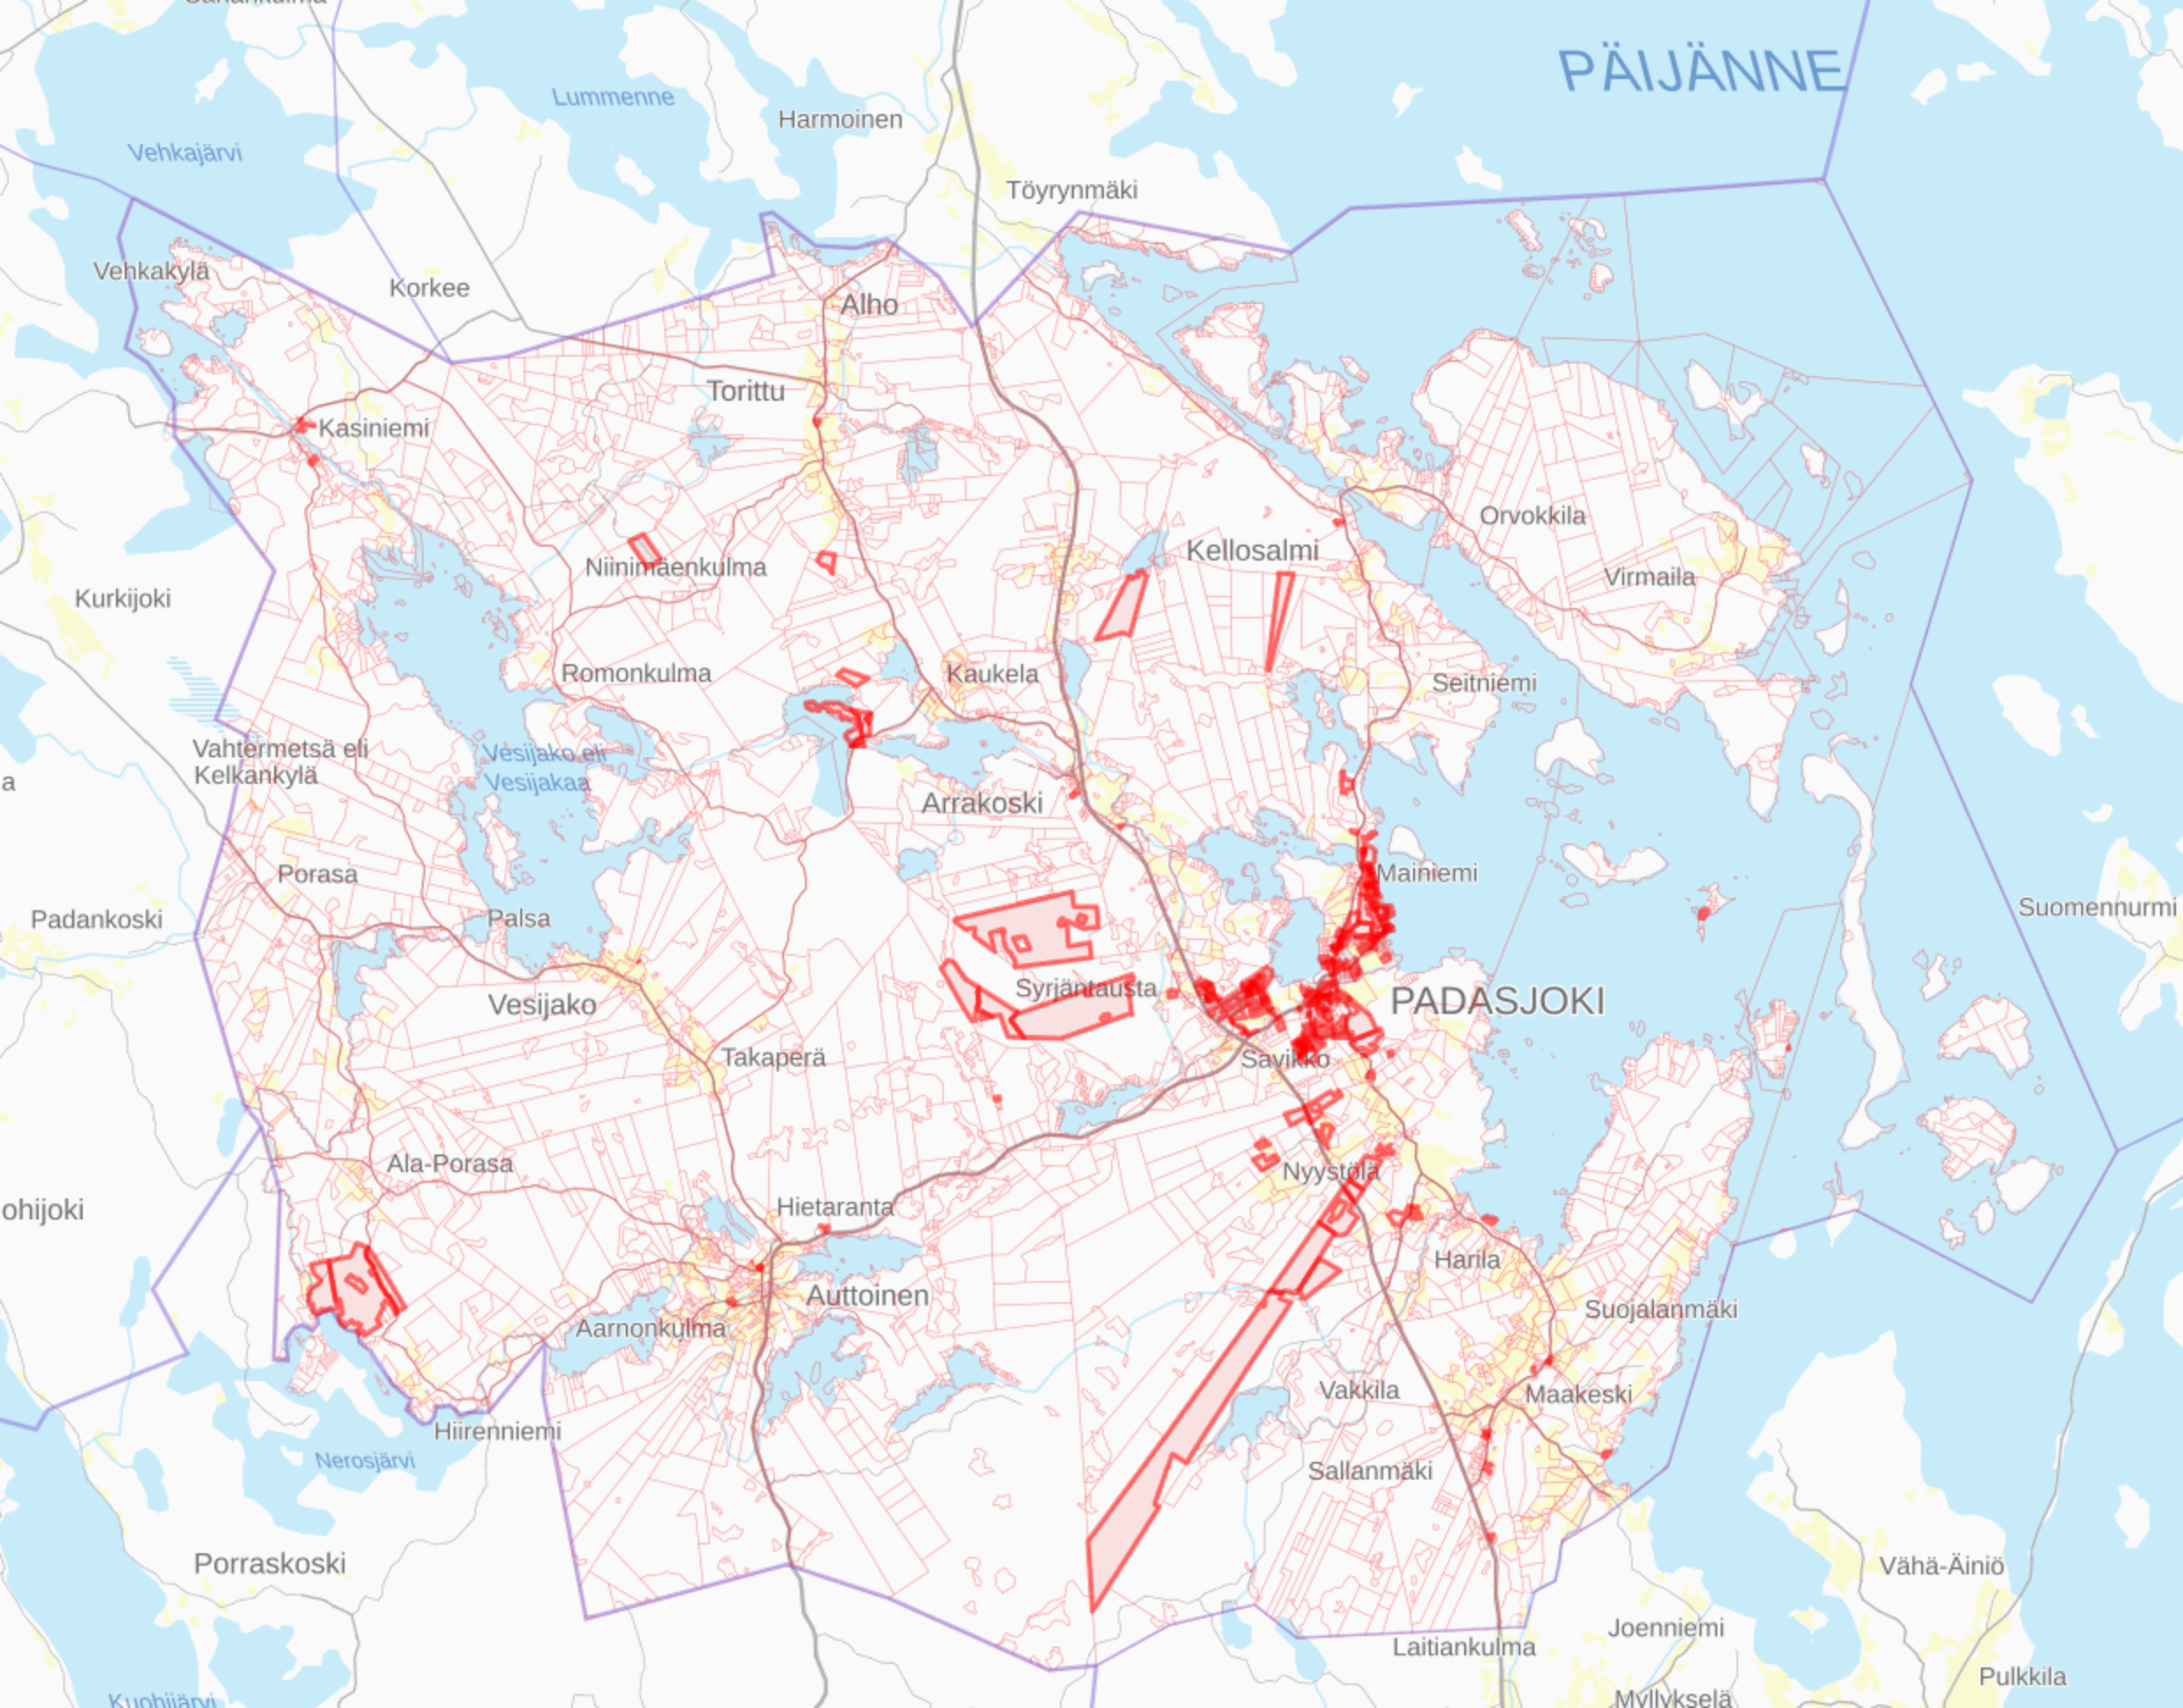 PÄIJÄNNE
Lummenne
Harmoinen
Vehkajärvi
Töyrynmäki
Vehkakylä
Korkee
Alho
Torittu
Kasiniemi
Orvokkila
Kellosalmi
Niinimäenkulma
Virmaila
Kurkijoki
Romonkulma
Kaukela
Seitniemi
Vahtermetsä eli
Kelkankylä
Vesijako eli
Vesijakaa
a
Arrakoski
Porasa
Mainiemi
Padankoski
Palsa
Suomennurmi
Syrjäntausta
Vesijako
PADASJOKI
Takaperä
Savikko
Ala-Porasa
Nyystölä
ohijoki
Hietaranta
Harila
Auttoinen
Suojalanmäki
Aarnonkulma
Vakkila
Maakeski
Hiirenniemi
Nerosjärvi
Sallanmäki
Porraskoski
Vähä-Äiniö
Joenniemi
Laitiankulma
Pulkkila
Myllykselä
Kuohijärvi